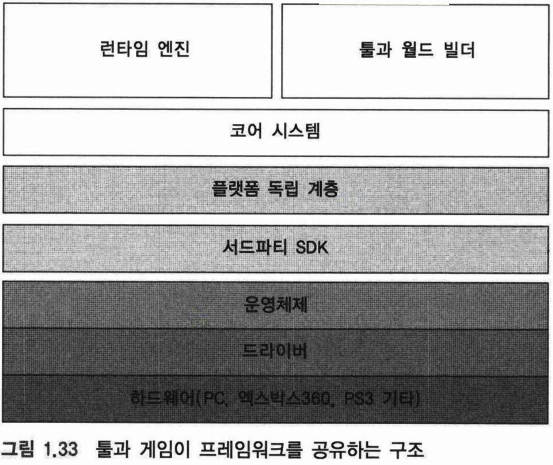 런타임 엔진
툴과 월드 빌더
코어 시스템
플랫폼 독립 계층
서드파티 SDK
운영체제
드라이버
하드웨어(PC, 엑스박스360, PS3 기타)
그림 1.33 툴과 게임이 프레임워크를 공유하는 구조